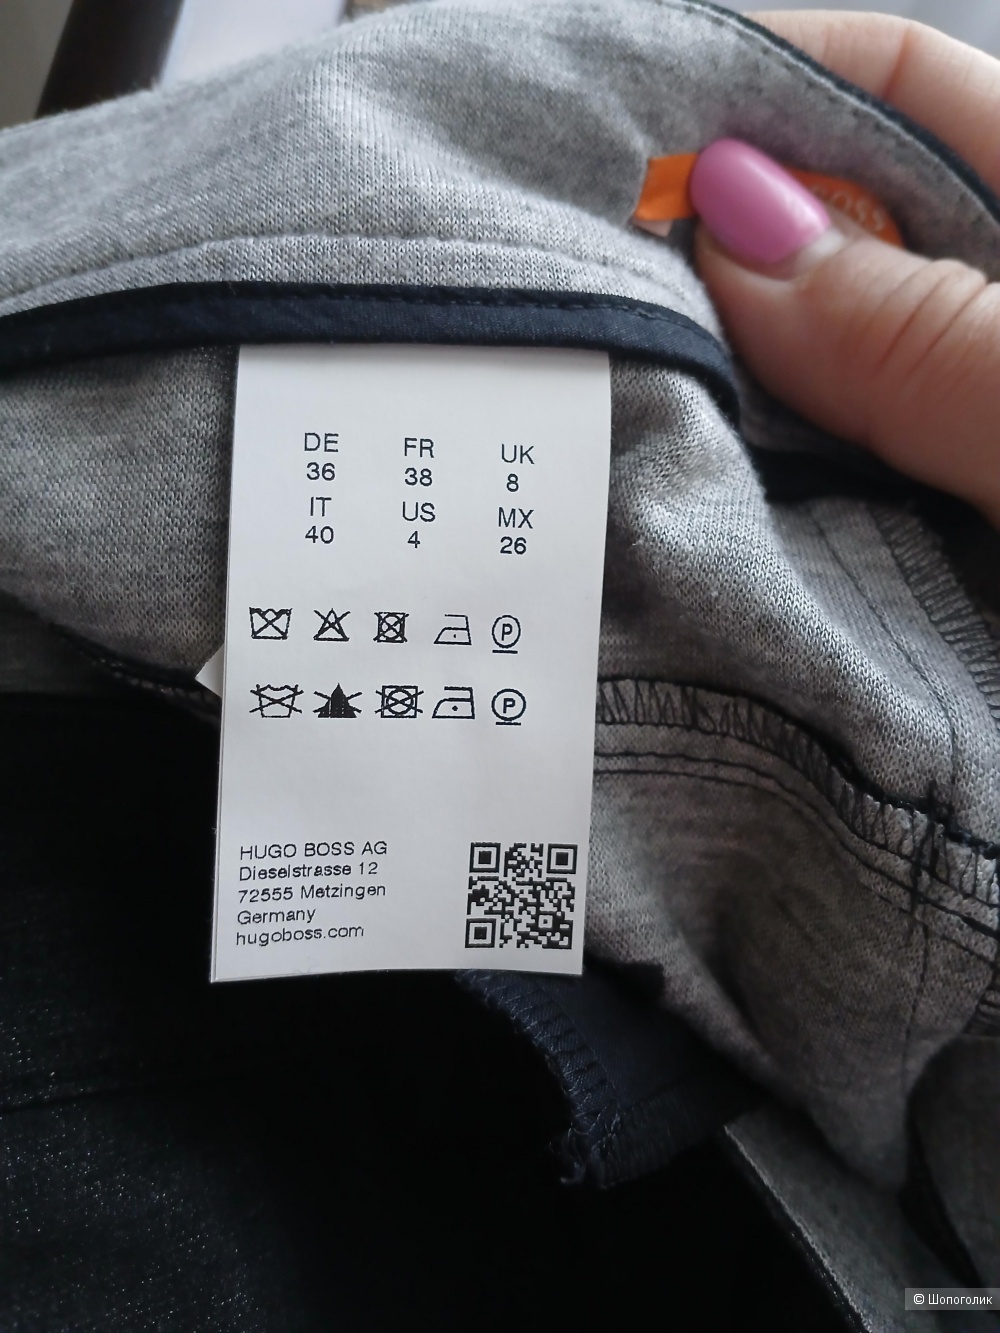 BOSS
DE FR UK
36 38 8
IT US MX
40 4 26
P
P
HUGO BOSS AG
Dieselstrasse 12
72555 Metzingen
Germany
hugoboss.com
© Шопоголик